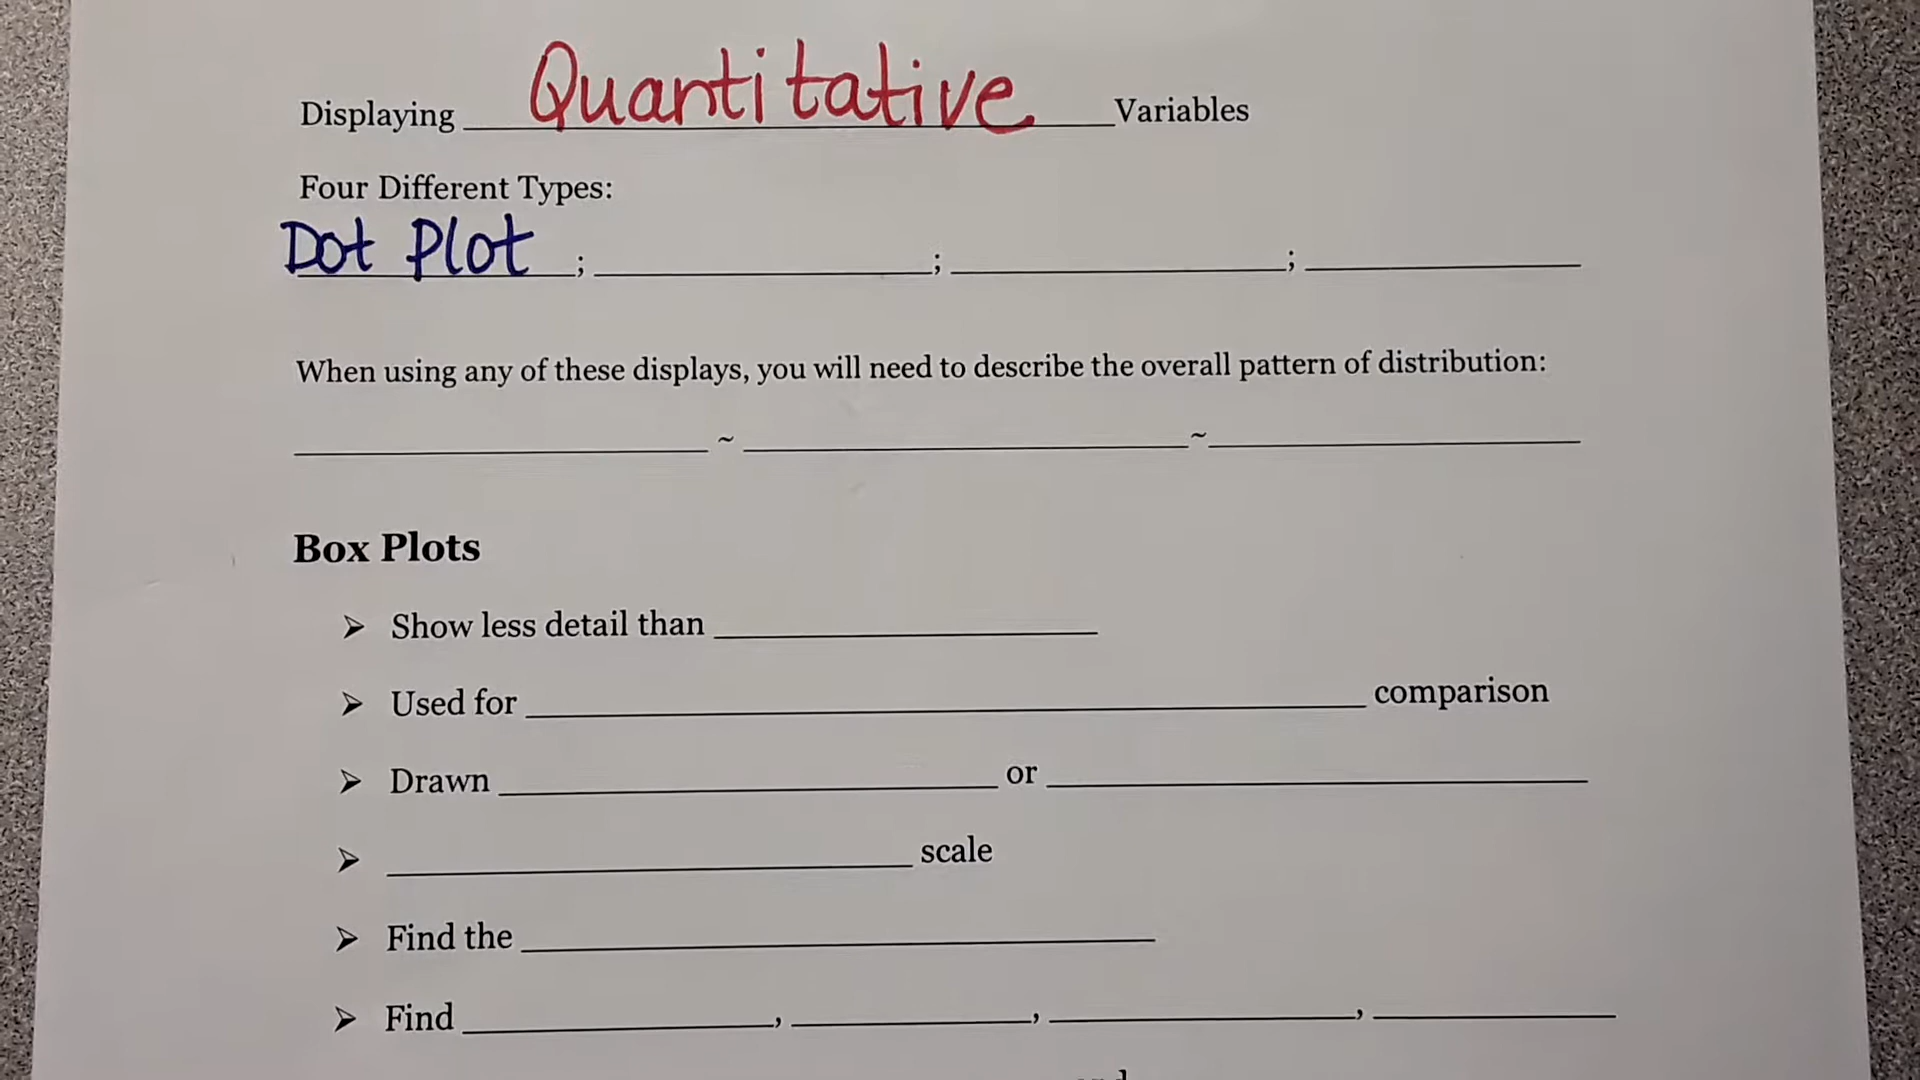 Displaying Quantitative Variables
Four Different Types:
Dot Plot ; ; ;
When using any of these displays, you will need to describe the overall pattern of distribution:
~ ~
Box Plots
➤ Show less detail than
➤ Used for comparison
➤ Drawn or
➤ scale
➤ Find the
➤ Find , , ,